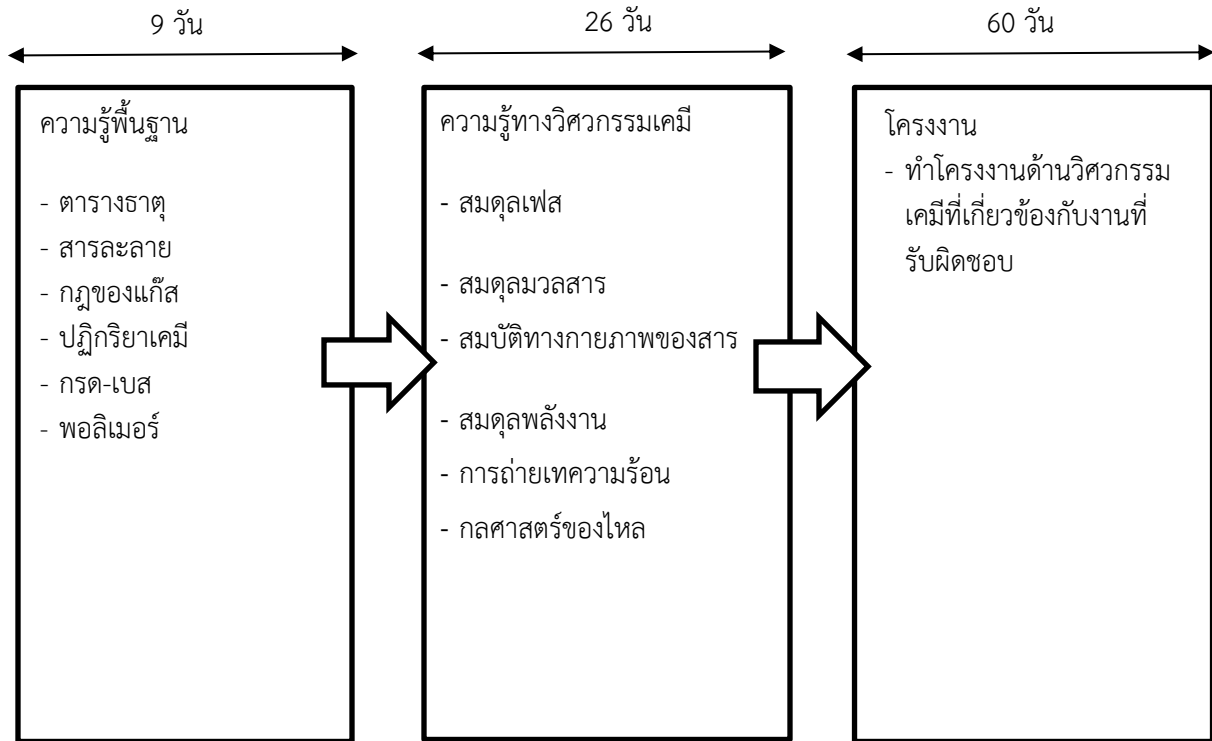 9 วัน
26 วัน
60 วัน
ความรู้พื้นฐาน
- ตารางธาตุ
- สารละลาย
- กฎของแก๊ส
- ปฏิกริยาเคมี
- กรด-เบส
- พอลิเมอร์
ความรู้ทางวิศวกรรมเคมี
- สมดุลเฟส
- สมดุลมวลสาร
- สมบัติทางกายภาพของสาร
- สมดุลพลังงาน
- การถ่ายเทความร้อน
- กลศาสตร์ของไหล
โครงงาน
- ทำโครงงานด้านวิศวกรรม
เคมีที่เกี่ยวข้องกับงานที่
รับผิดชอบ